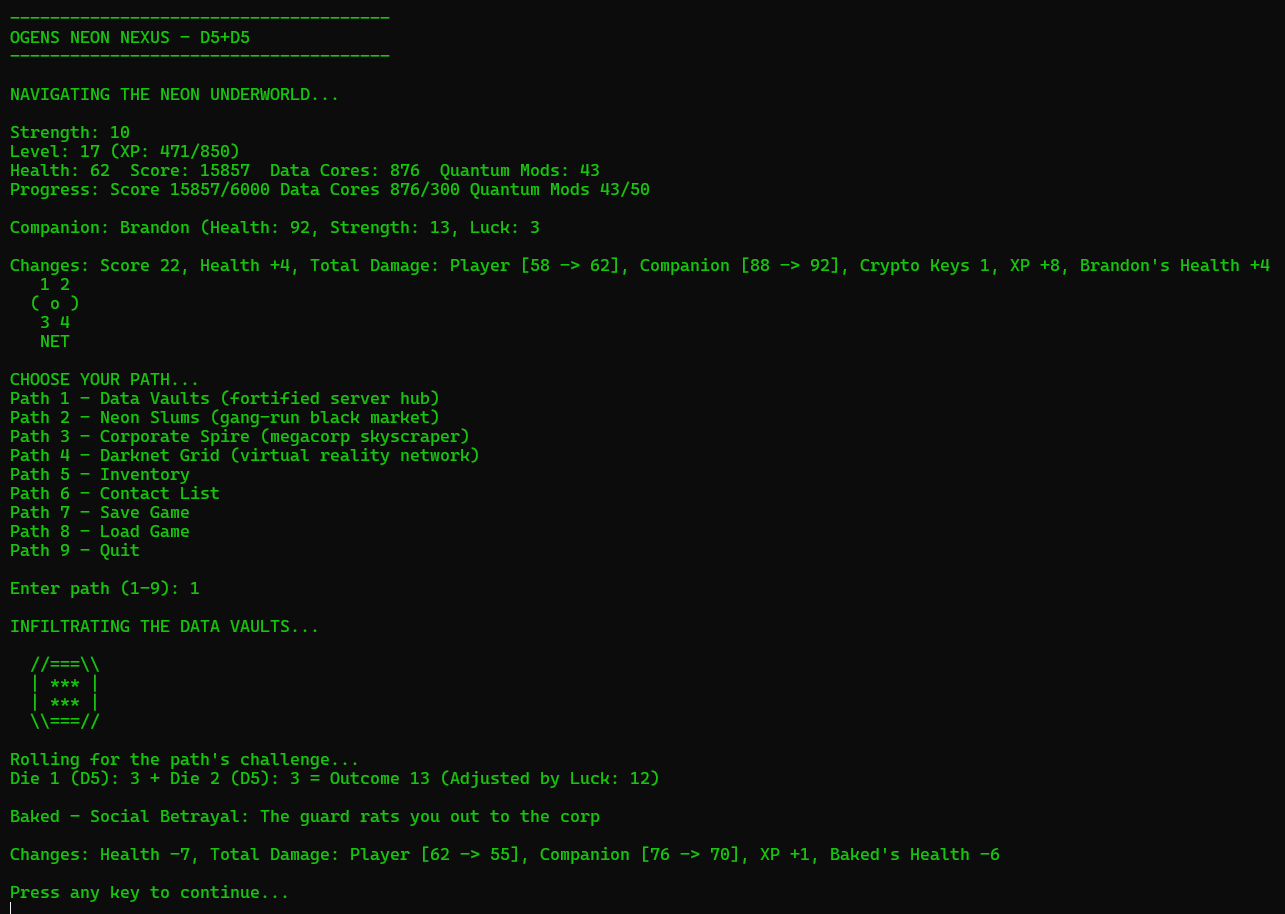 --------------------------------------
OGENS NEON NEXUS - D5+D5
--------------------------------------
NAVIGATING THE NEON UNDERWORLD...
Strength: 10
Level: 17 (XP: 471/850)
Health: 62  Score: 15857  Data Cores: 876  Quantum Mods: 43
Progress: Score 15857/6000 Data Cores 876/300 Quantum Mods 43/50
Companion: Brandon (Health: 92, Strength: 13, Luck: 3
Changes: Score 22, Health +4, Total Damage: Player [58 -> 62], Companion [88 -> 92], Crypto Keys 1, XP +8, Brandon's Health +4
   1 2
  ( o )
   3 4
   NET
CHOOSE YOUR PATH...
Path 1 - Data Vaults (fortified server hub)
Path 2 - Neon Slums (gang-run black market)
Path 3 - Corporate Spire (megacorp skyscraper)
Path 4 - Darknet Grid (virtual reality network)
Path 5 - Inventory
Path 6 - Contact List
Path 7 - Save Game
Path 8 - Load Game
Path 9 - Quit
Enter path (1-9): 1
INFILTRATING THE DATA VAULTS...
  //===\\
  | *** |
  | *** |
  \\===//
Rolling for the path's challenge...
Die 1 (D5): 3 + Die 2 (D5): 3 = Outcome 13 (Adjusted by Luck: 12)
Baked - Social Betrayal: The guard rats you out to the corp
Changes: Health -7, Total Damage: Player [62 -> 55], Companion [76 -> 70], XP +1, Baked's Health -6
Press any key to continue...